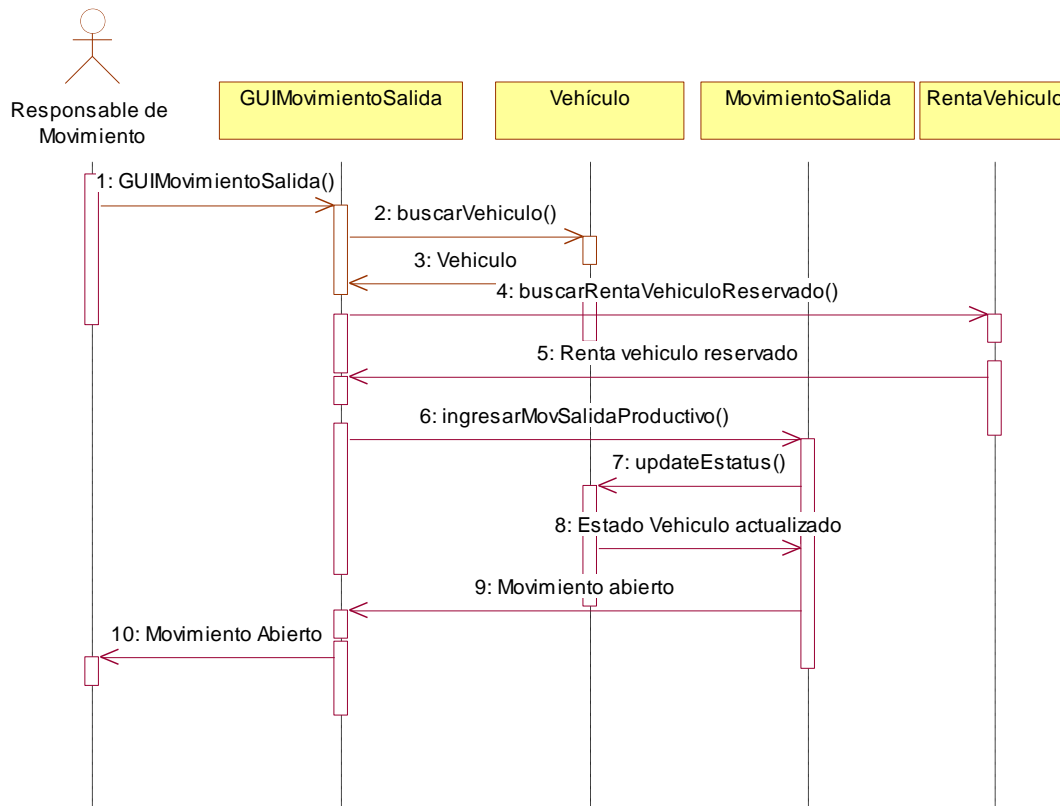 Responsable de
Movimiento
GUIMovimientoSalida
Vehículo
MovimientoSalida
RentaVehiculo
1: GUIMovimientoSalida()
2: buscarVehiculo()
3: Vehiculo
4: buscarRentaVehiculoReservado()
5: Renta vehiculo reservado
6: ingresarMovSalidaProductivo()
7: updateEstatus()
8: Estado Vehiculo actualizado
9: Movimiento abierto
10: Movimiento Abierto